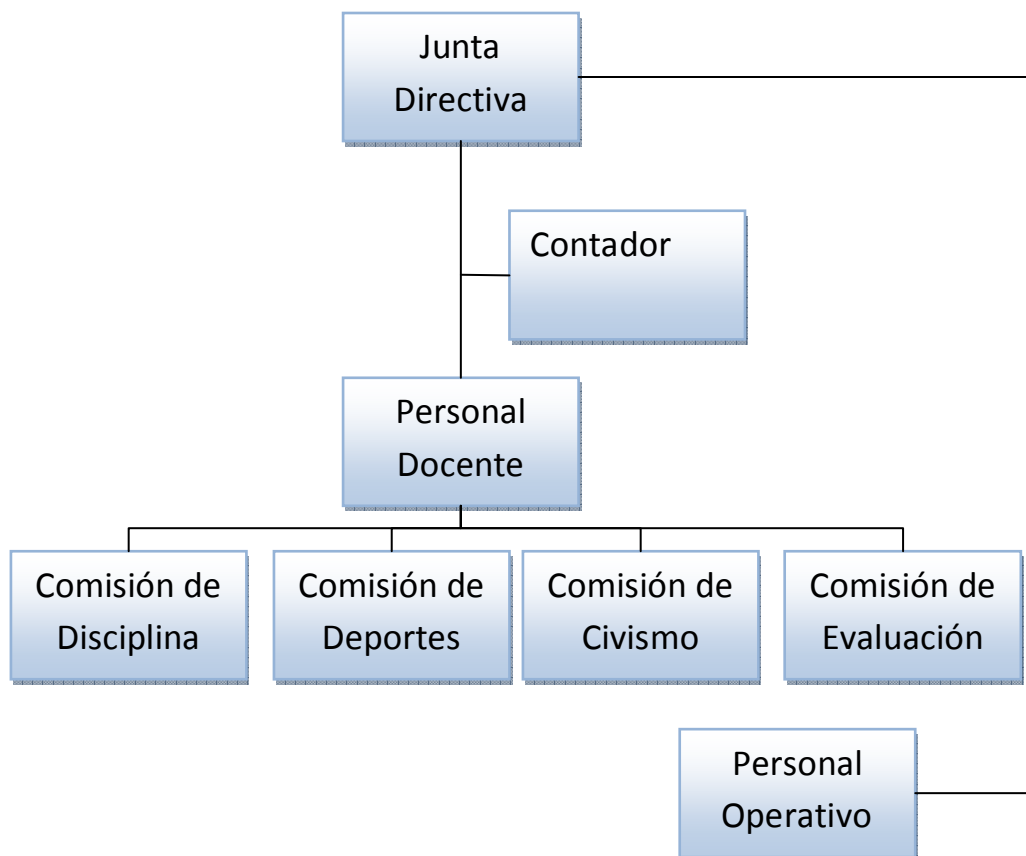 Junta
Directiva
Contador
Personal
Docente
Comisión de
Disciplina
Comisión de
Deportes
Comisión de
Civismo
Comisión de
Evaluación
Personal
Operativo